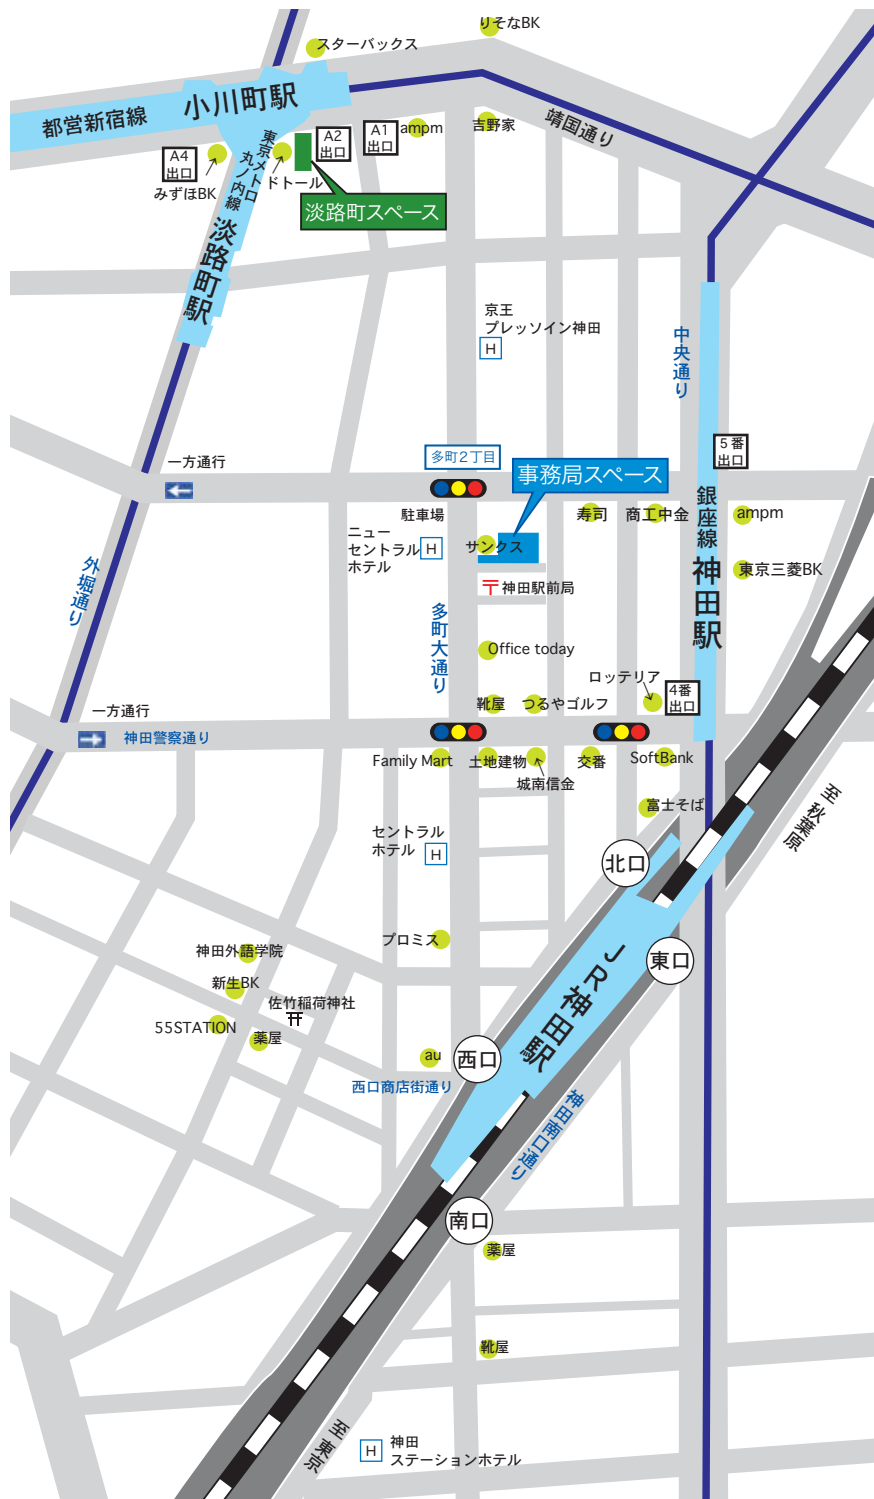 りそなBK
スターバックス
小川町駅
都営新宿線
A1
出口
ampm
吉野家
靖国通り
A2
出口
A4
出口
みずほBK
東京メトロ
丸ノ内線
ドトール
淡路町スペース
淡路町駅
京王
プレッソイン神田
H
中央通り
5番
出口
多町2丁目
一方通行
事務局スペース
駐車場
寿司
商工中金
銀座線
神田駅
ampm
ニュー
セントラル
ホテル
H
サンクス
東京三菱BK
外堀通り
〒神田駅前局
多町大通り
Office today
ロッテリア
4番
出口
靴屋
つるやゴルフ
一方通行
神田警察通り
Family Mart
土地建物
城南信金
交番
SoftBank
至秋葉原
富士そば
セントラル
ホテル
H
北口
プロミス
神田外語学院
JR神田駅
東口
新生BK
佐竹稲荷神社
55STATION
薬屋
au
西口
西口商店街通り
神田南口通り
南口
薬屋
靴屋
至東京
H
神田
ステーションホテル